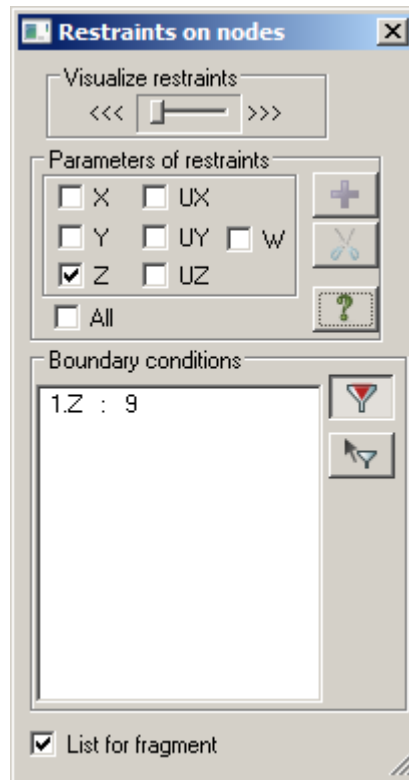 Restraints on nodes
Visualize restraints
<<< >>>
Parameters of restraints
X UX
Y UY W
Z UZ
All
Boundary conditions
1.Z : 9
List for fragment